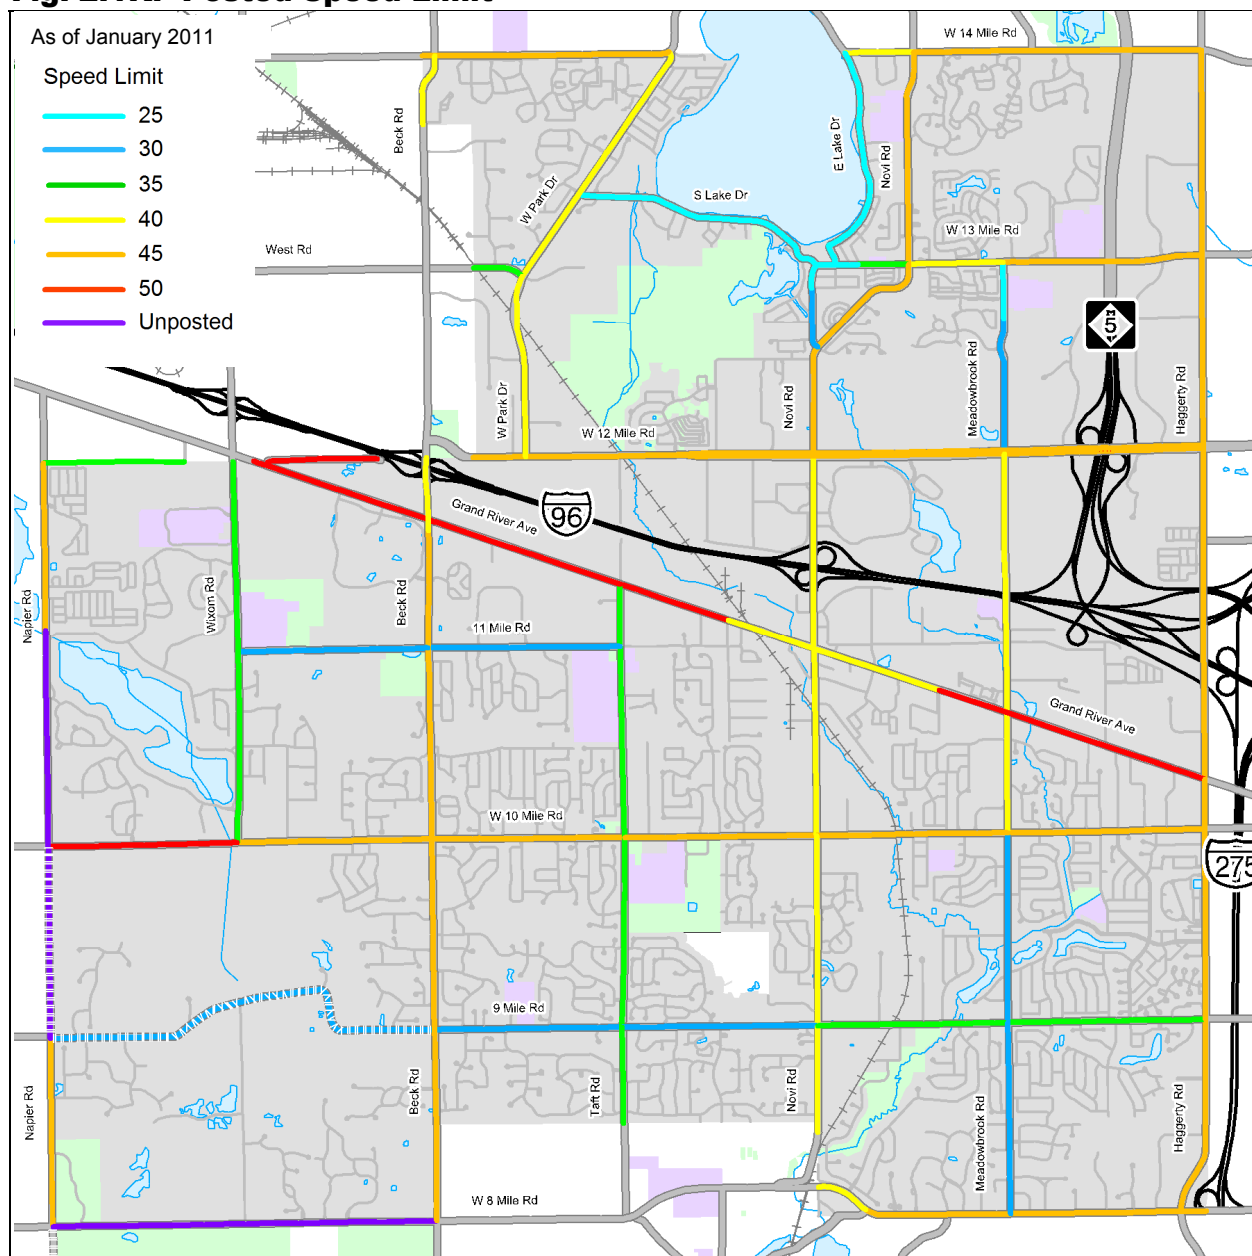 As of January 2011
Speed Limit
25
30
35
40
45
50
Unposted
W 14 Mile Rd
Beck Rd
E Lake Dr
Novi Rd
W Park Dr
S Lake Dr
W 13 Mile Rd
West Rd
M
5
Meadowbrook Rd
Haggerty Rd
W Park Dr
Novi Rd
W 12 Mile Rd
Grand River Ave
96
Napier Rd
Wixom Rd
Beck Rd
11 Mile Rd
Grand River Ave
W 10 Mile Rd
275
9 Mile Rd
Napier Rd
Beck Rd
Taft Rd
Novi Rd
Meadowbrook Rd
Haggerty Rd
W 8 Mile Rd